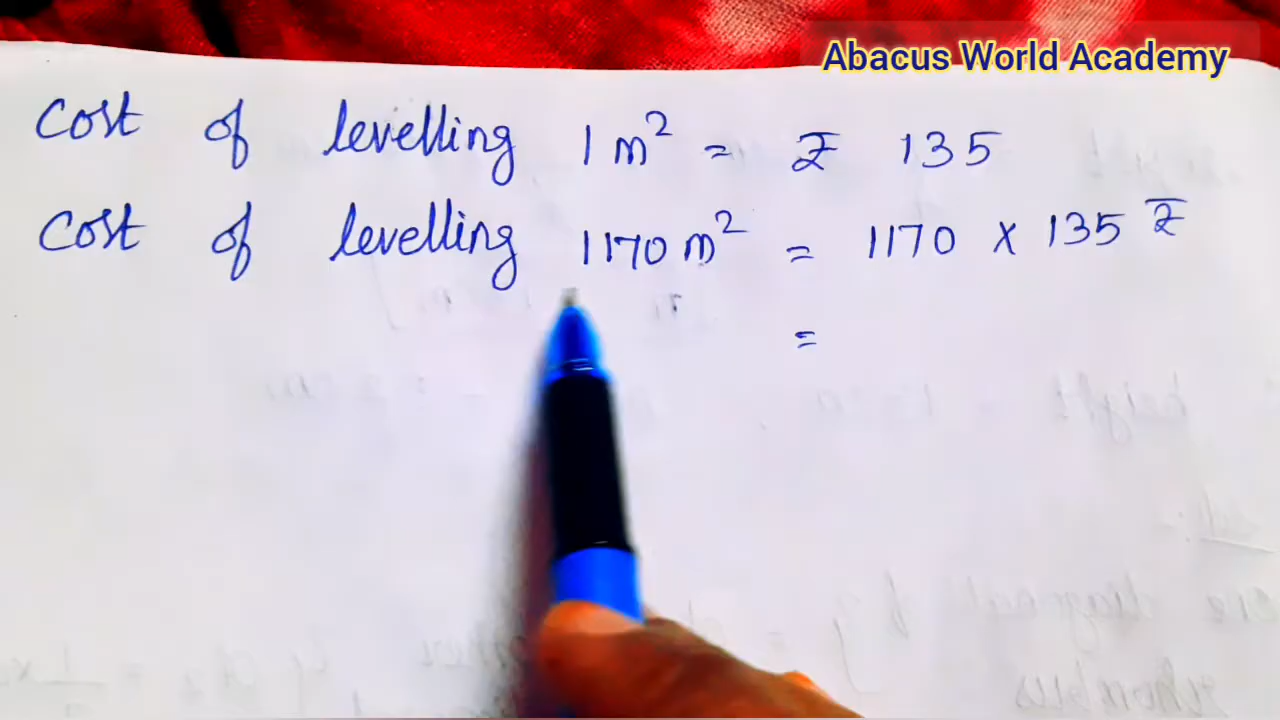 Abacus World Academy
Cost of levelling 1 m² = ₹ 135
Cost of levelling 1170 m² = 1170 × 135 ₹
=